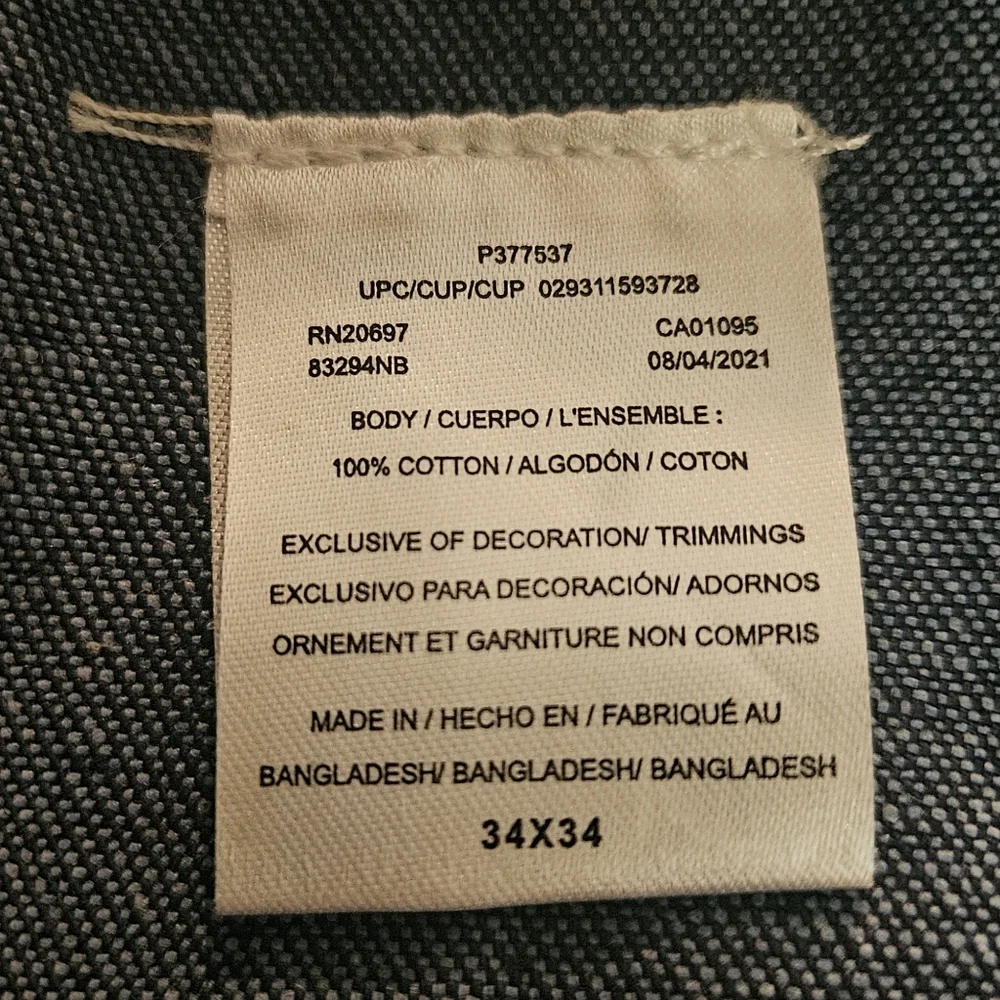 P377537
UPC/CUP/CUP 029311593728
RN20697 CA01095
83294NB 08/04/2021
BODY / CUERPO / L'ENSEMBLE :
100% COTTON / ALGODÓN / COTON
EXCLUSIVE OF DECORATION/ TRIMMINGS
EXCLUSIVO PARA DECORACIÓN/ ADORNOS
ORNEMENT ET GARNITURE NON COMPRIS
MADE IN / HECHO EN / FABRIQUÉ AU
BANGLADESH/ BANGLADESH/ BANGLADESH
34X34